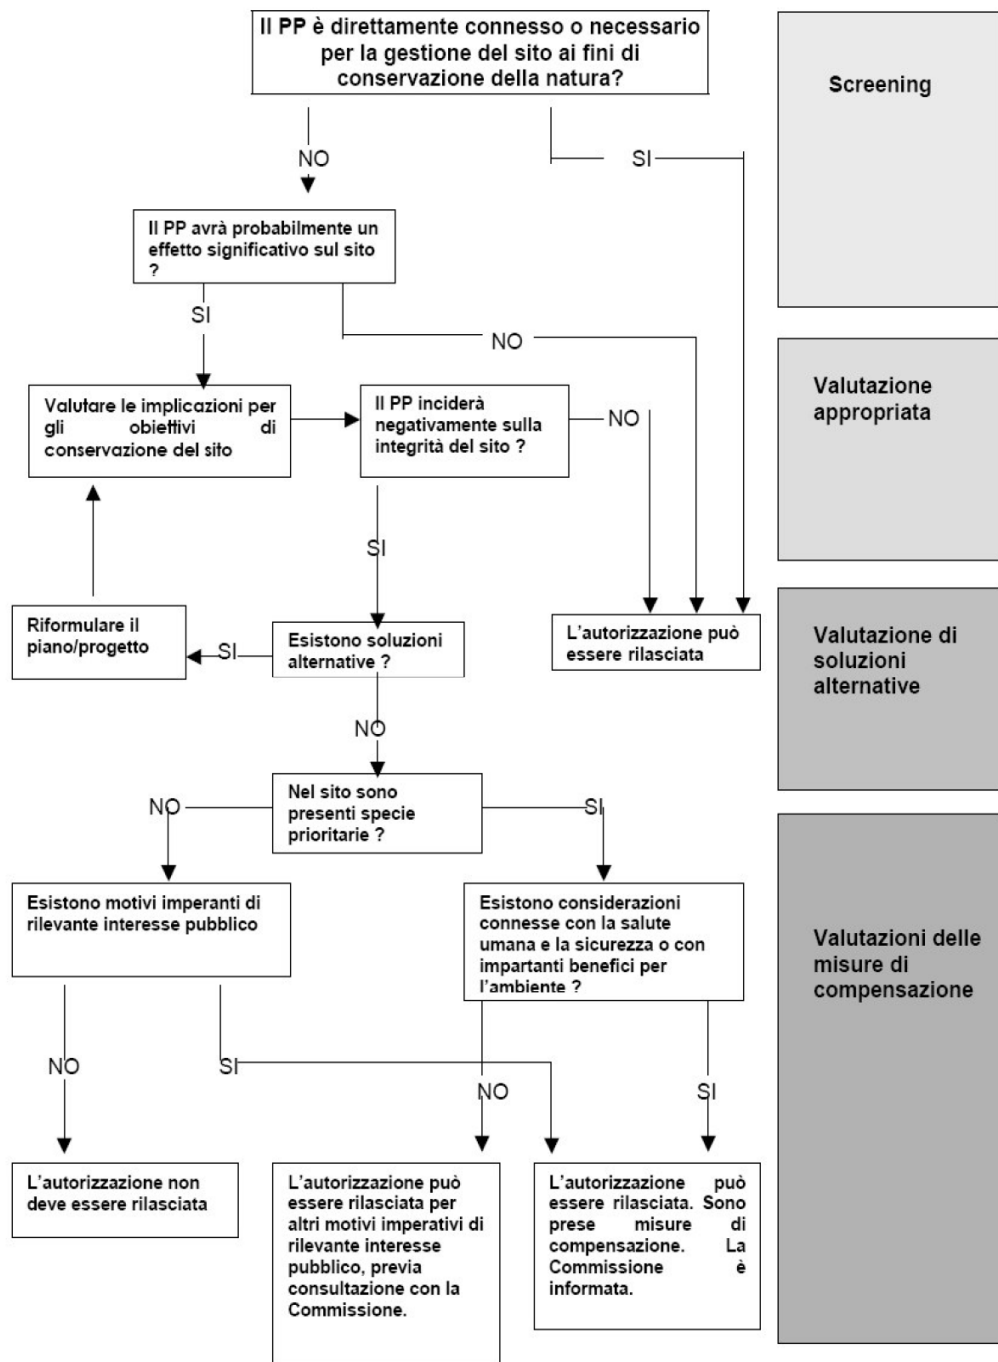 Il PP è direttamente connesso o necessario
per la gestione del sito ai fini di
conservazione della natura?
Screening
NO
SI
Il PP avrà probabilmente un
effetto significativo sul sito
?
SI
NO
Valutazione
appropriata
Valutare le implicazioni per
gli obiettivi di
conservazione del sito
Il PP inciderà
negativamente sulla
integrità del sito ?
NO
SI
Riformulare il
piano/progetto
SI
Esistono soluzioni
alternative ?
L'autorizzazione può
essere rilasciata
Valutazione di
soluzioni
alternative
NO
Nel sito sono
presenti specie
prioritarie ?
NO
SI
Esistono motivi imperanti di
rilevante interesse pubblico
Esistono considerazioni
connesse con la salute
umana e la sicurezza o con
impartanti benefici per
l'ambiente ?
Valutazioni delle
misure di
compensazione
NO
SI
NO
SI
L'autorizzazione non
deve essere rilasciata
L'autorizzazione può
essere rilasciata per
altri motivi imperativi di
rilevante interesse
pubblico, previa
consultazione con la
Commissione.
L'autorizzazione può
essere rilasciata. Sono
prese misure di
compensazione. La
Commissione è
informata.